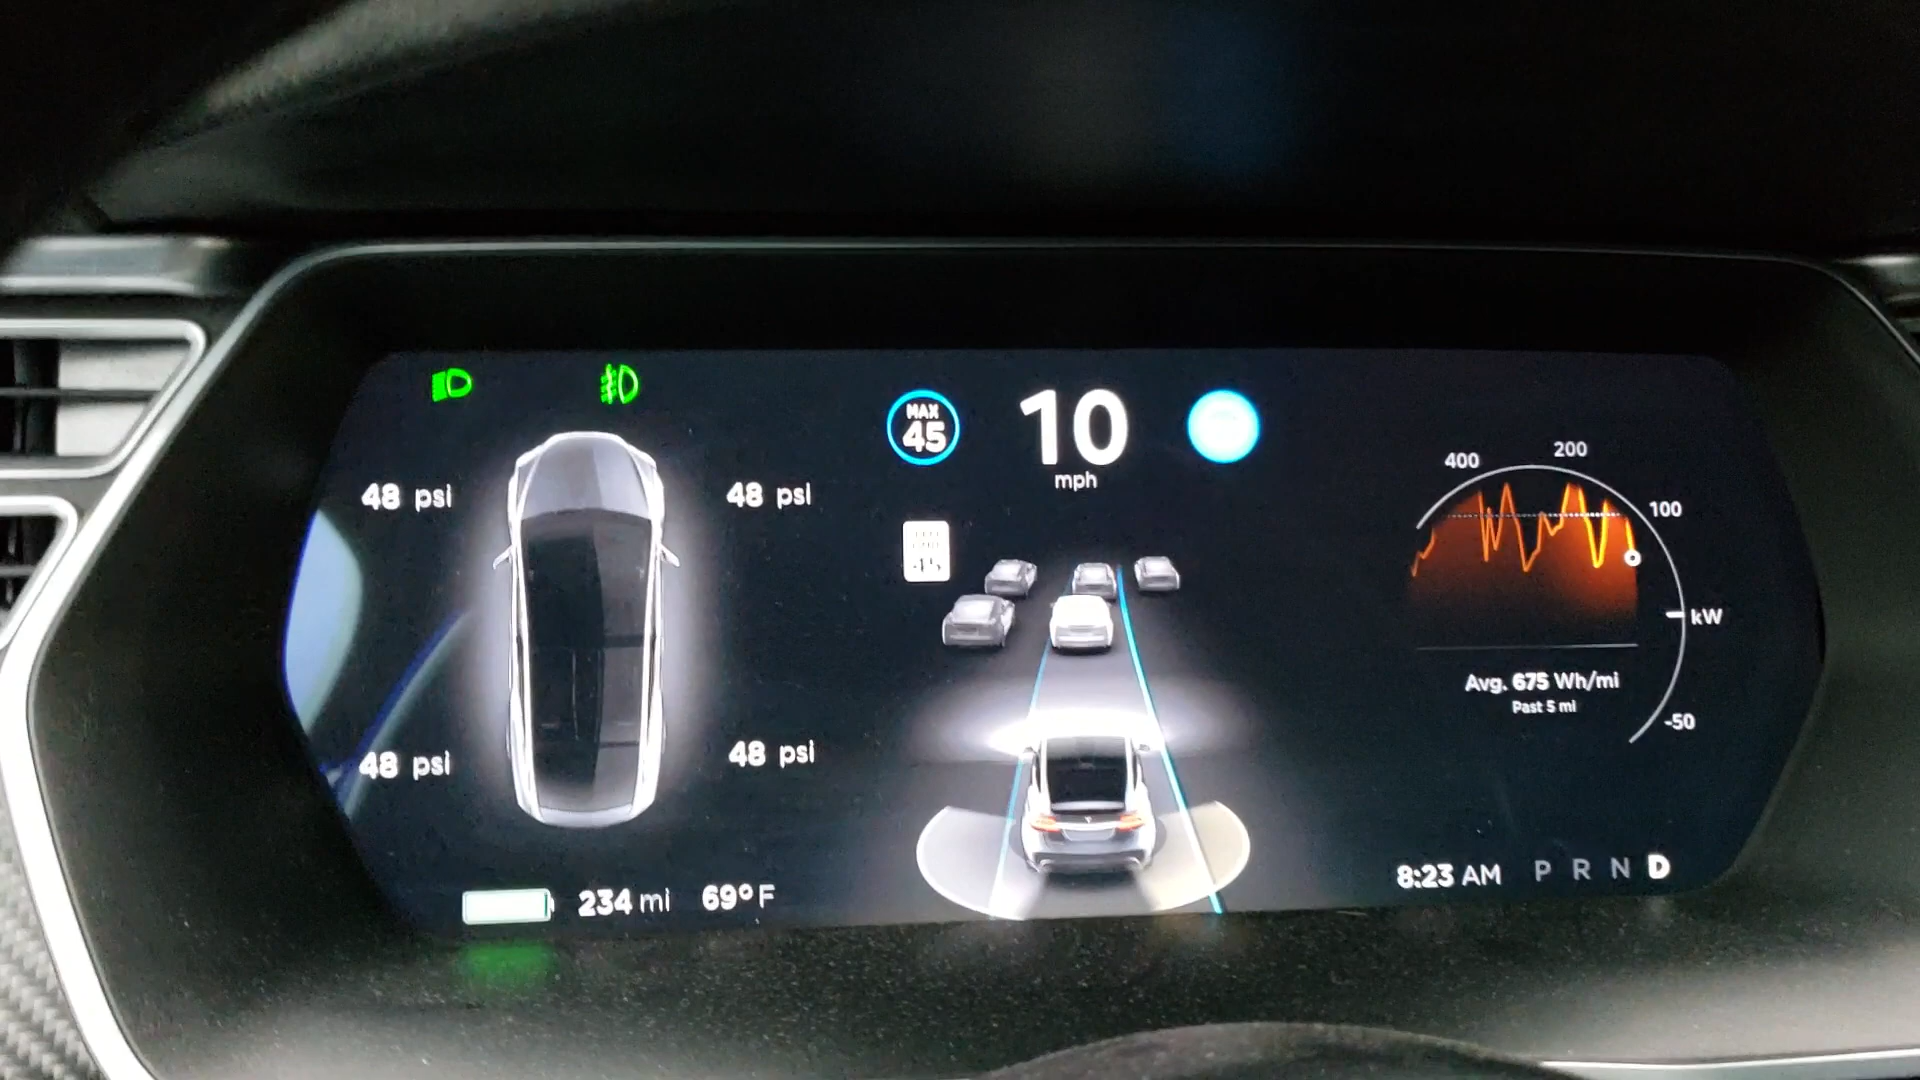 MAX
45
10
mph
48 psi
48 psi
45
48 psi
48 psi
400
200
100
kW
-50
Avg. 675 Wh/mi
Past 5 mi
234 mi
69° F
8:23 AM
P R N D